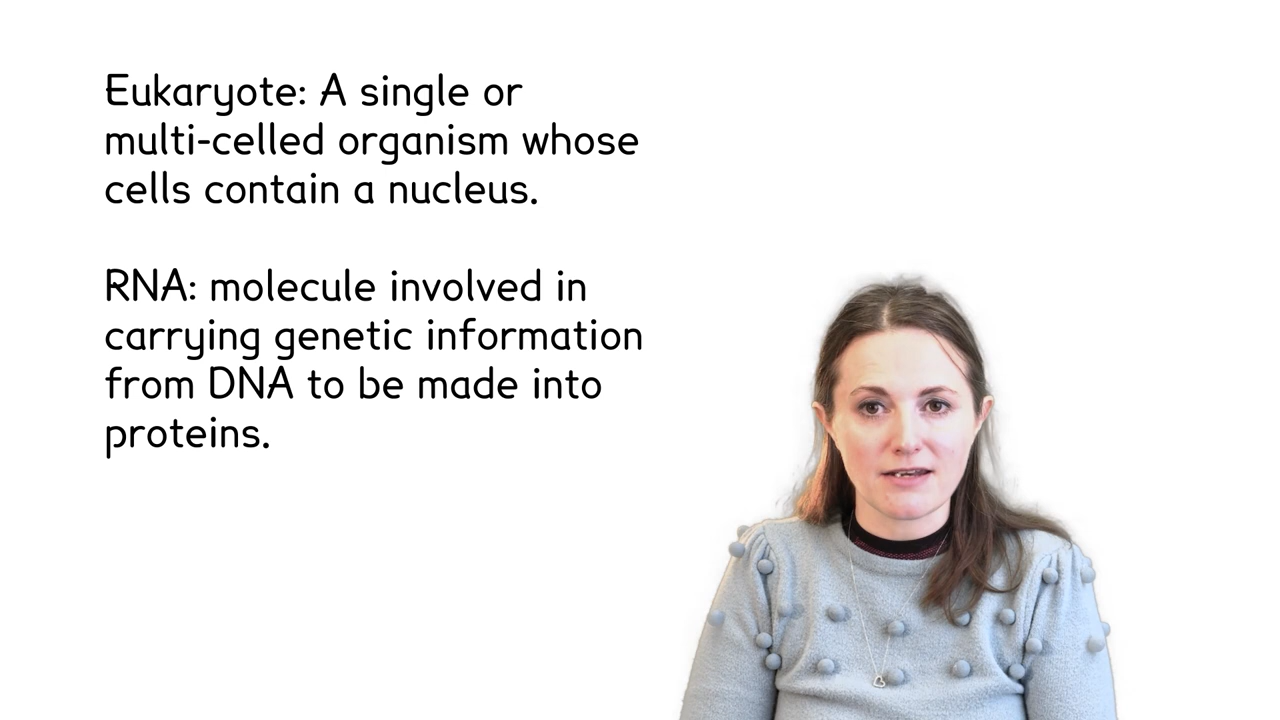 Eukaryote: A single or
multi-celled organism whose
cells contain a nucleus.
RNA: molecule involved in
carrying genetic information
from DNA to be made into
proteins.